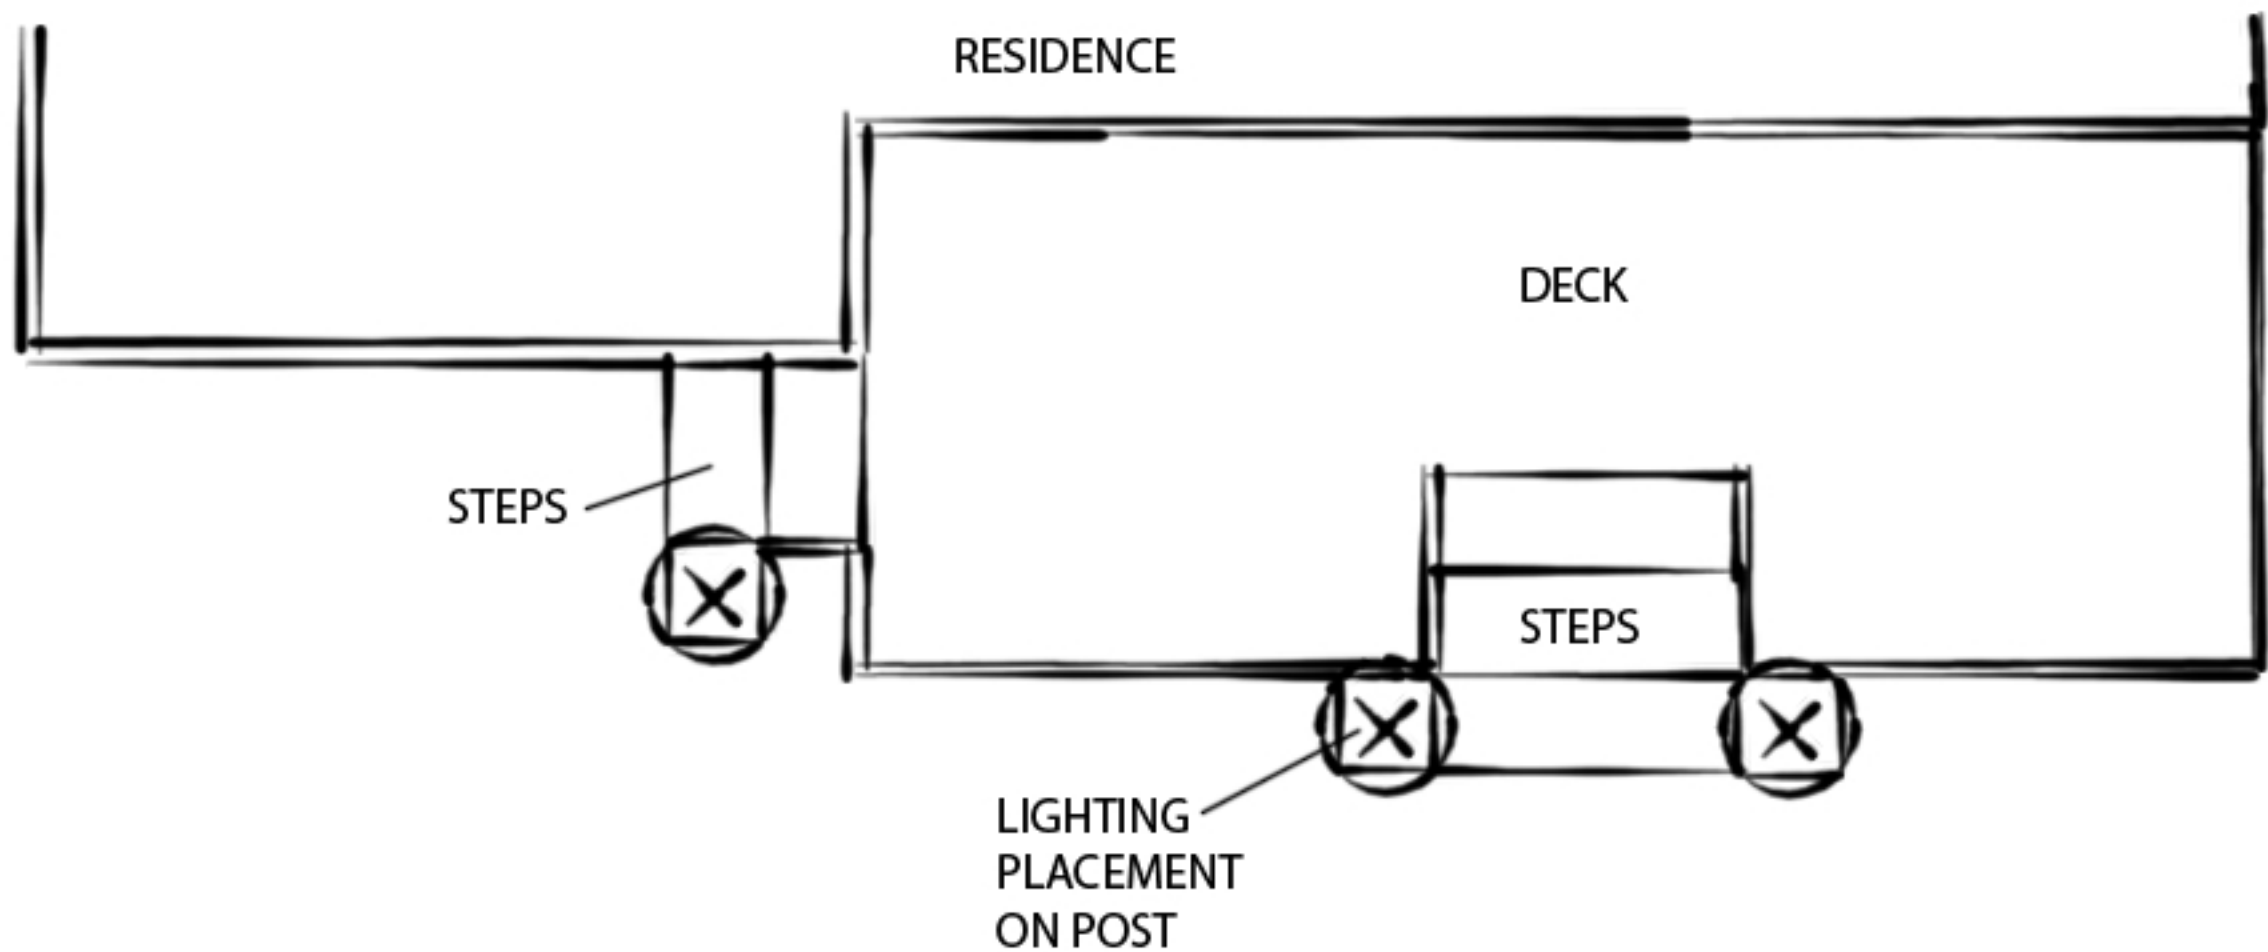 RESIDENCE
DECK
STEPS
STEPS
LIGHTING
PLACEMENT
ON POST